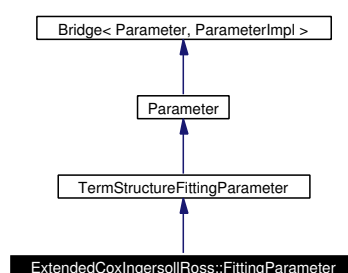 Bridge< Parameter, ParameterImpl >
Parameter
TermStructureFittingParameter
ExtendedCoxIngersollRoss::FittingParameter